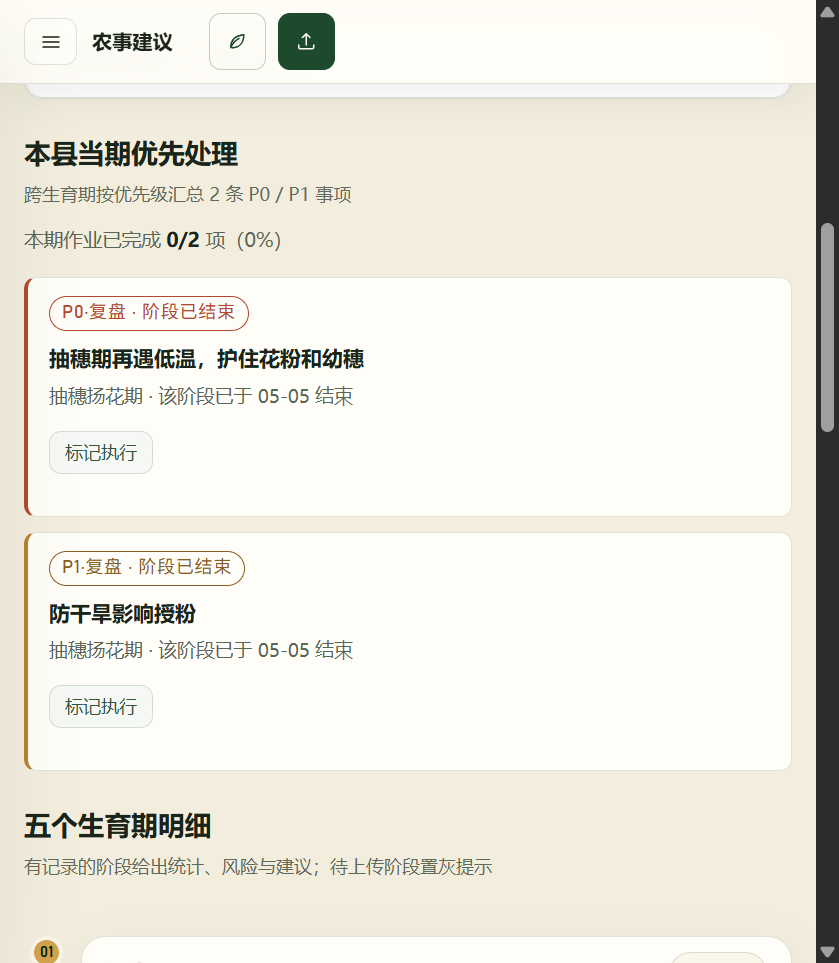 农事建议
本县当期优先处理
跨生育期按优先级汇总 2 条 P0 / P1 事项
本期作业已完成 0/2 项（0%）
P0·复盘 · 阶段已结束
抽穗期再遇低温，护住花粉和幼穗
抽穗扬花期 · 该阶段已于 05-05 结束
标记执行
P1·复盘 · 阶段已结束
防干旱影响授粉
抽穗扬花期 · 该阶段已于 05-05 结束
标记执行
五个生育期明细
有记录的阶段给出统计、风险与建议；待上传阶段置灰提示
01